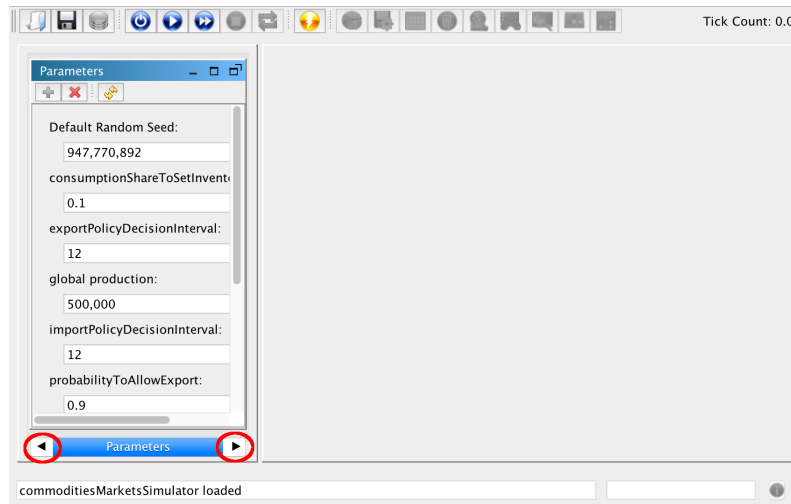 Tick Count: 0.0
Parameters
Default Random Seed:
947,770,892
consumptionShareToSetInvento
0.1
exportPolicyDecisionInterval:
12
global production:
500,000
importPolicyDecisionInterval:
12
probabilityToAllowExport:
0.9
Parameters
commoditiesMarketsSimulator loaded